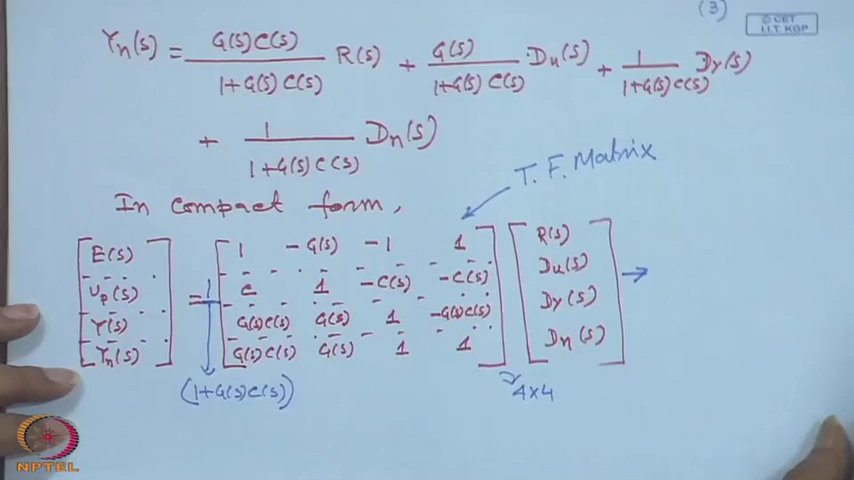 (3)
© CET
I.I.T. KGP
Yn(s) = G(s)C(s) / 1+G(s)C(s) R(s) + G(s) / 1+G(s)C(s) Du(s) + 1 / 1+G(s)C(s) Dy(s)
+ 1 / 1+G(s)C(s) Dn(s)
T. F. Matrix
In compact form,
[E(s) Up(s) Y(s) Yn(s)] = 1 / (1+G(s)C(s))
1 -G(s) -1 1
c 1 -C(s) -C(s)
G(s)C(s) G(s) 1 -G(s)C(s)
G(s)C(s) G(s) 1 1
4×4
R(s)
Du(s)
Dy(s)
Dn(s)
NPTEL